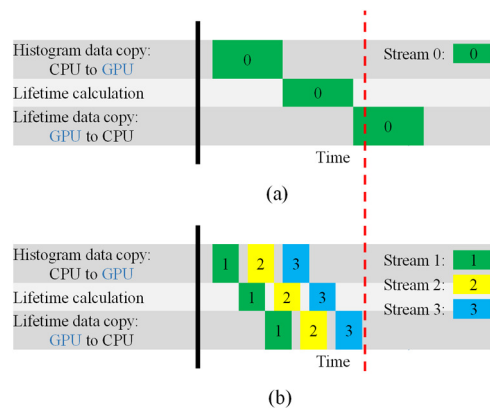 Histogram data copy:
CPU to GPU
0
Stream 0: 0
Lifetime calculation
0
Lifetime data copy:
GPU to CPU
0
Time
(a)
Histogram data copy:
CPU to GPU
1 2 3
Stream 1: 1
Stream 2: 2
Stream 3: 3
Lifetime calculation
1 2 3
Lifetime data copy:
GPU to CPU
1 2 3
Time
(b)